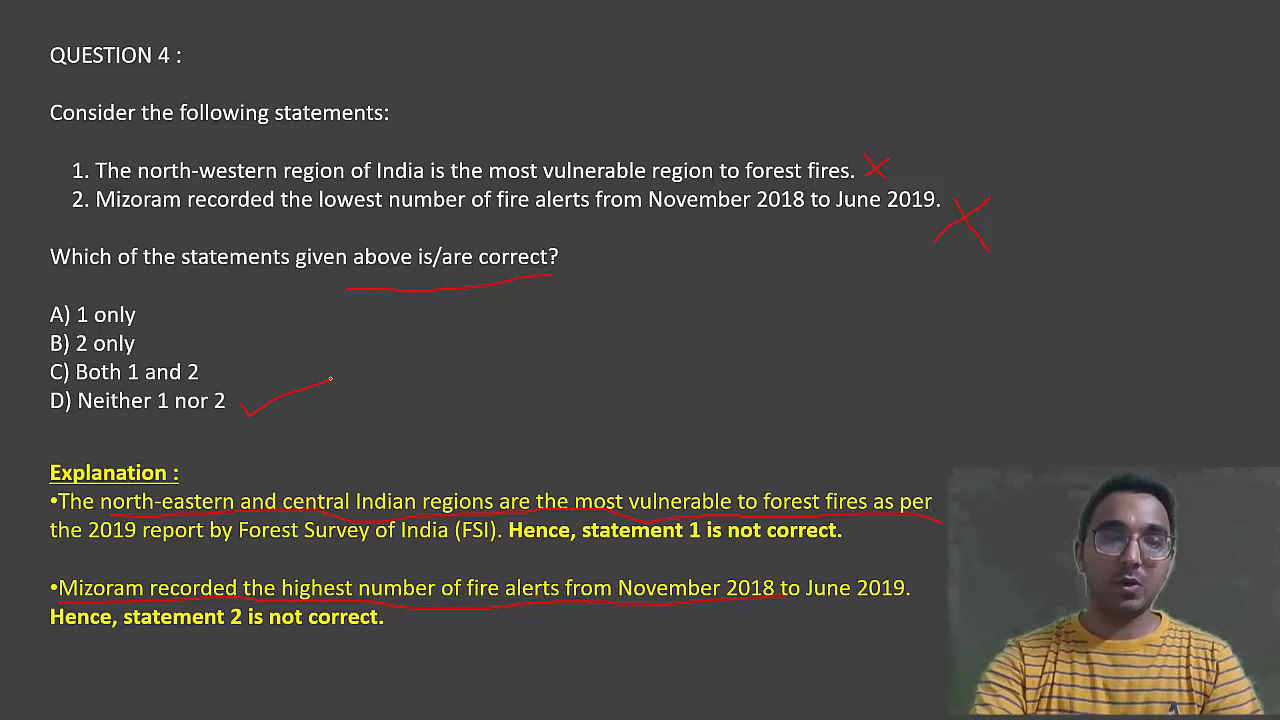 QUESTION 4 :
Consider the following statements:
1. The north-western region of India is the most vulnerable region to forest fires.
2. Mizoram recorded the lowest number of fire alerts from November 2018 to June 2019.
Which of the statements given above is/are correct?
A) 1 only
B) 2 only
C) Both 1 and 2
D) Neither 1 nor 2
Explanation :
•The north-eastern and central Indian regions are the most vulnerable to forest fires as per
the 2019 report by Forest Survey of India (FSI). Hence, statement 1 is not correct.
•Mizoram recorded the highest number of fire alerts from November 2018 to June 2019.
Hence, statement 2 is not correct.